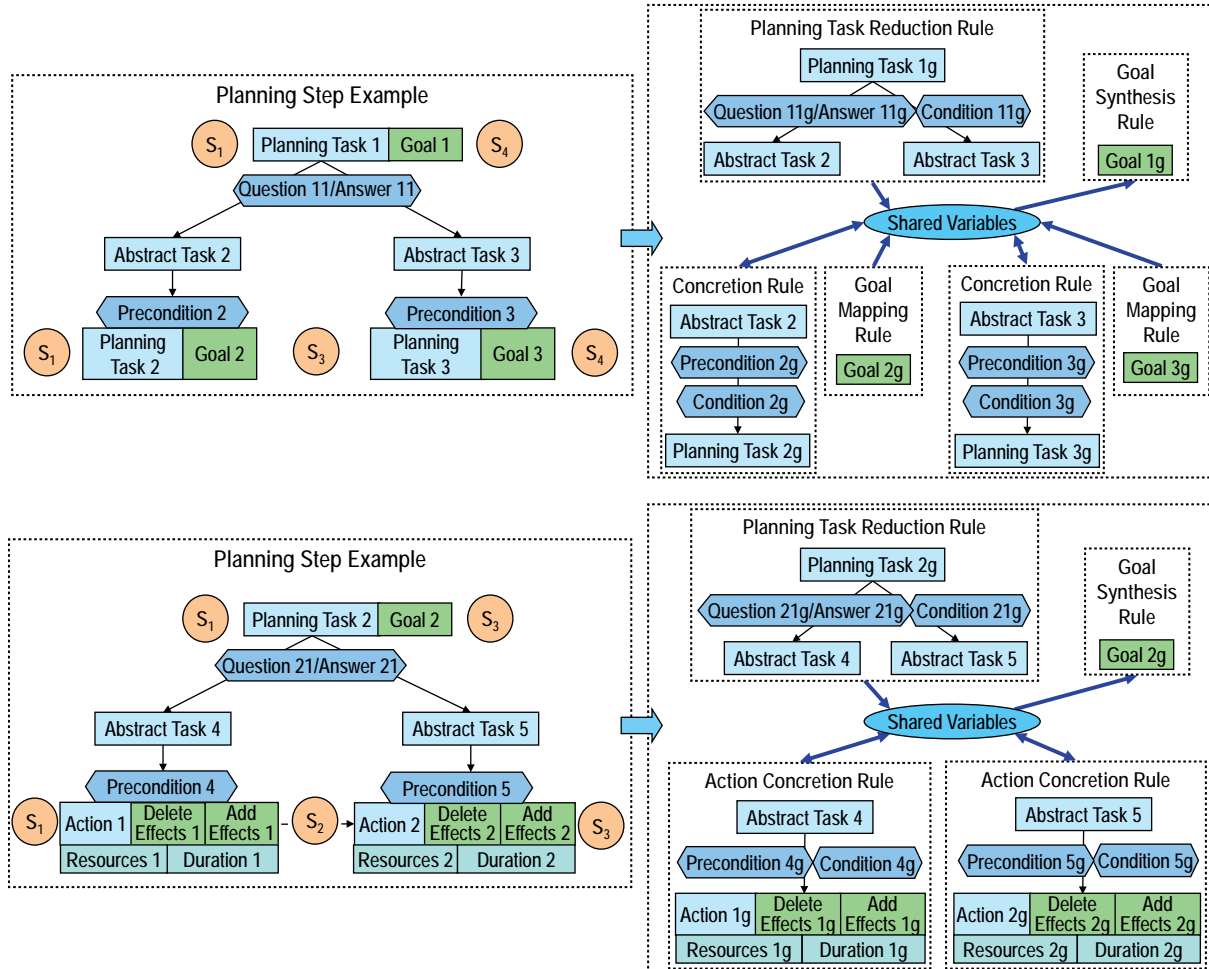 Planning Step Example
S1
Planning Task 1
Goal 1
S4
Question 11/Answer 11
Abstract Task 2
Abstract Task 3
Precondition 2
Precondition 3
S1
Planning
Task 2
Goal 2
S3
Planning
Task 3
Goal 3
S4
Planning Task Reduction Rule
Planning Task 1g
Question 11g/Answer 11g
Condition 11g
Abstract Task 2
Abstract Task 3
Goal
Synthesis
Rule
Goal 1g
Shared Variables
Concretion Rule
Abstract Task 2
Precondition 2g
Condition 2g
Planning Task 2g
Goal
Mapping
Rule
Goal 2g
Concretion Rule
Abstract Task 3
Precondition 3g
Condition 3g
Planning Task 3g
Goal
Mapping
Rule
Goal 3g
Planning Step Example
S1
Planning Task 2
Goal 2
S3
Question 21/Answer 21
Abstract Task 4
Abstract Task 5
Precondition 4
Precondition 5
S1
Action 1
Delete
Effects 1
Add
Effects 1
Resources 1
Duration 1
S2
Action 2
Delete
Effects 2
Add
Effects 2
Resources 2
Duration 2
S3
Planning Task Reduction Rule
Planning Task 2g
Question 21g/Answer 21g
Condition 21g
Abstract Task 4
Abstract Task 5
Goal
Synthesis
Rule
Goal 2g
Shared Variables
Action Concretion Rule
Abstract Task 4
Precondition 4g
Condition 4g
Action 1g
Delete
Effects 1g
Add
Effects 1g
Resources 1g
Duration 1g
Action Concretion Rule
Abstract Task 5
Precondition 5g
Condition 5g
Action 2g
Delete
Effects 2g
Add
Effects 2g
Resources 2g
Duration 2g